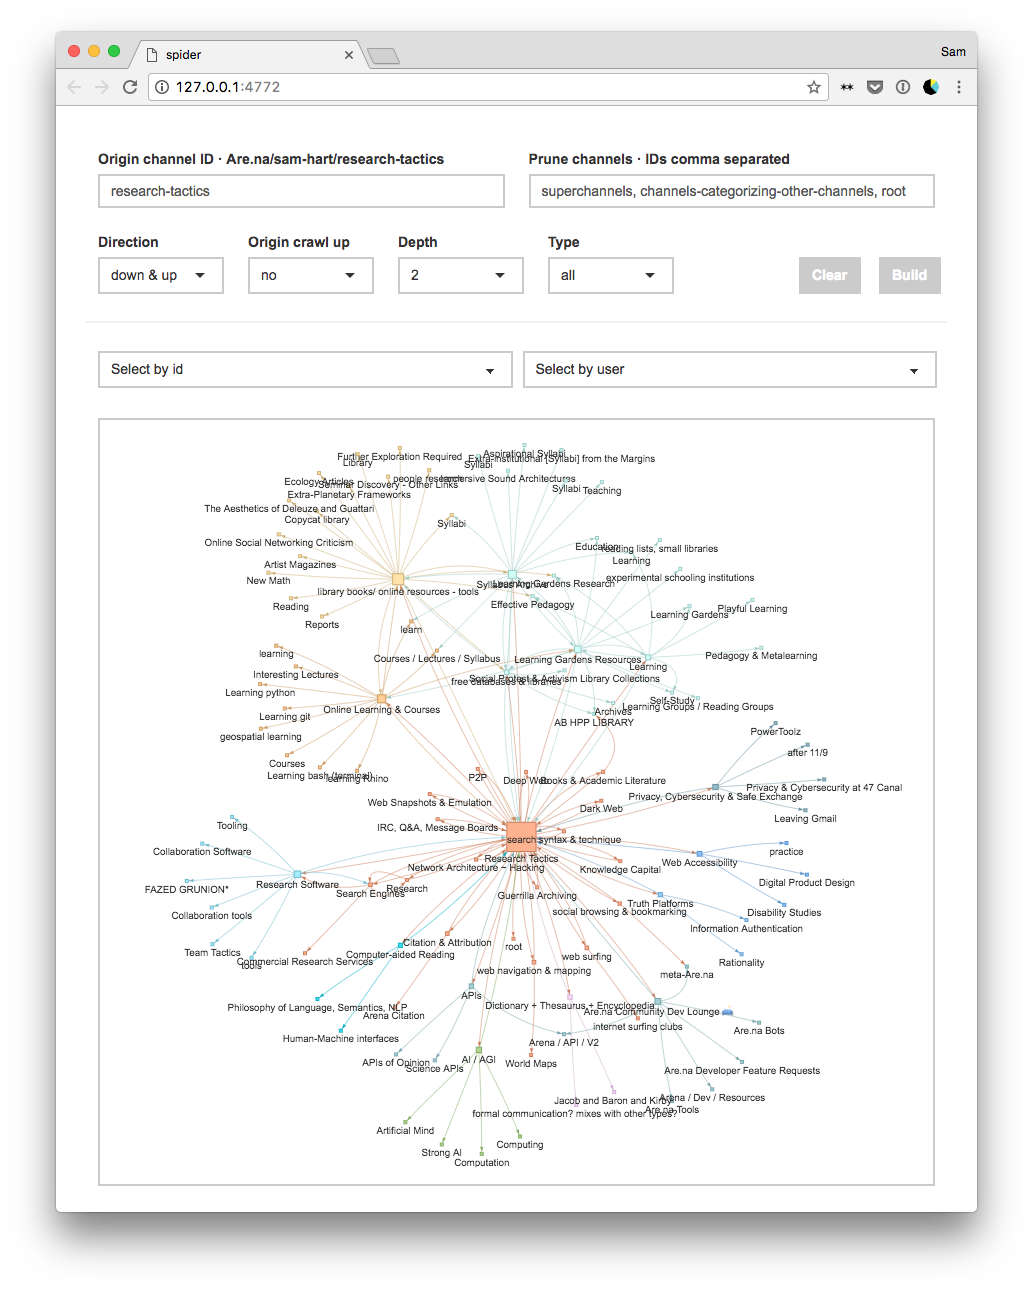 spider
Sam
127.0.0.1:4772
Origin channel ID · Are.na/sam-hart/research-tactics
Prune channels · IDs comma separated
research-tactics
superchannels, channels-categorizing-other-channels, root
Direction
Origin crawl up
Depth
Type
down & up
no
2
all
Clear
Build
Select by id
Select by user
Further Exploration Required
Library
Aspirational Syllabi
Syllabi
Extra-Institutional [Syllabi] from the Margins
Ecology Articles
Seminar Discovery - Other Links
people research
Immersive Sound Architectures
Extra-Planetary Frameworks
Syllabi
Teaching
The Aesthetics of Deleuze and Guattari
Copycat library
Syllabi
Online Social Networking Criticism
Education
reading lists, small libraries
Artist Magazines
Learning
New Math
experimental schooling institutions
library books/ online resources - tools
Syllabus Archive
Learning Gardens Research
Reading
Effective Pedagogy
Playful Learning
Learning Gardens
Reports
learn
learning
Courses / Lectures / Syllabus
Learning Gardens Resources
Pedagogy & Metalearning
Interesting Lectures
Learning
Social Protest & Activism Library Collections
free databases & libraries
Learning python
Self-Study
Learning Groups / Reading Groups
Online Learning & Courses
Archives
Learning git
AB HPP LIBRARY
geospatial learning
PowerToolz
after 11/9
Courses
Learning bash (terminal)
learning Rhino
P2P
Deep Web
Books & Academic Literature
Privacy & Cybersecurity at 47 Canal
Privacy, Cybersecurity & Safe Exchange
Web Snapshots & Emulation
Dark Web
Leaving Gmail
Tooling
IRC, Q&A, Message Boards
search syntax & technique
Collaboration Software
practice
Research Tactics
Web Accessibility
Network Architecture ~ Hacking
Knowledge Capital
FAZED GRUNION*
Research Software
Search Engines
Research
Digital Product Design
Guerrilla Archiving
Truth Platforms
Collaboration tools
social browsing & bookmarking
Disability Studies
Information Authentication
Team Tactics
Citation & Attribution
root
Computer-aided Reading
web surfing
tools
Commercial Research Services
Rationality
web navigation & mapping
meta-Are.na
APIs
Philosophy of Language, Semantics, NLP
Dictionary + Thesaurus + Encyclopedia
Arena Citation
Are.na Community Dev Lounge
internet surfing clubs
Are.na Bots
Human-Machine interfaces
Arena / API / V2
APIs of Opinion
AI / AGI
Science APIs
World Maps
Are.na Developer Feature Requests
Jacob and Baron and Kirby
Arena / Dev / Resources
Are.na Tools
formal communication? mixes with other types?
Artificial Mind
Computing
Strong AI
Computation